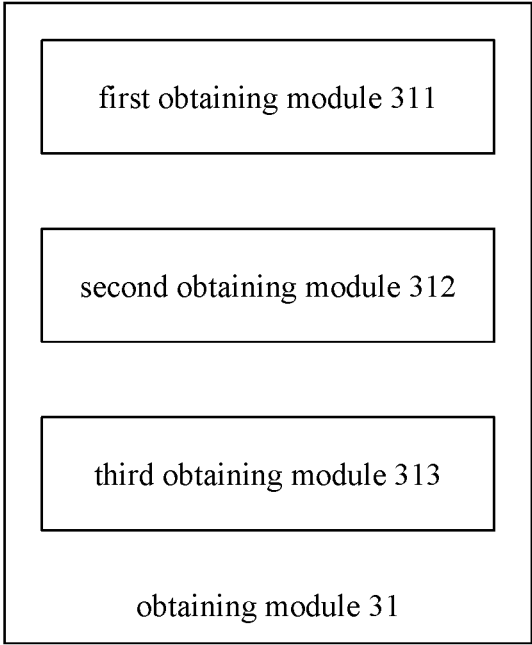 first obtaining module 311
second obtaining module 312
third obtaining module 313
obtaining module 31